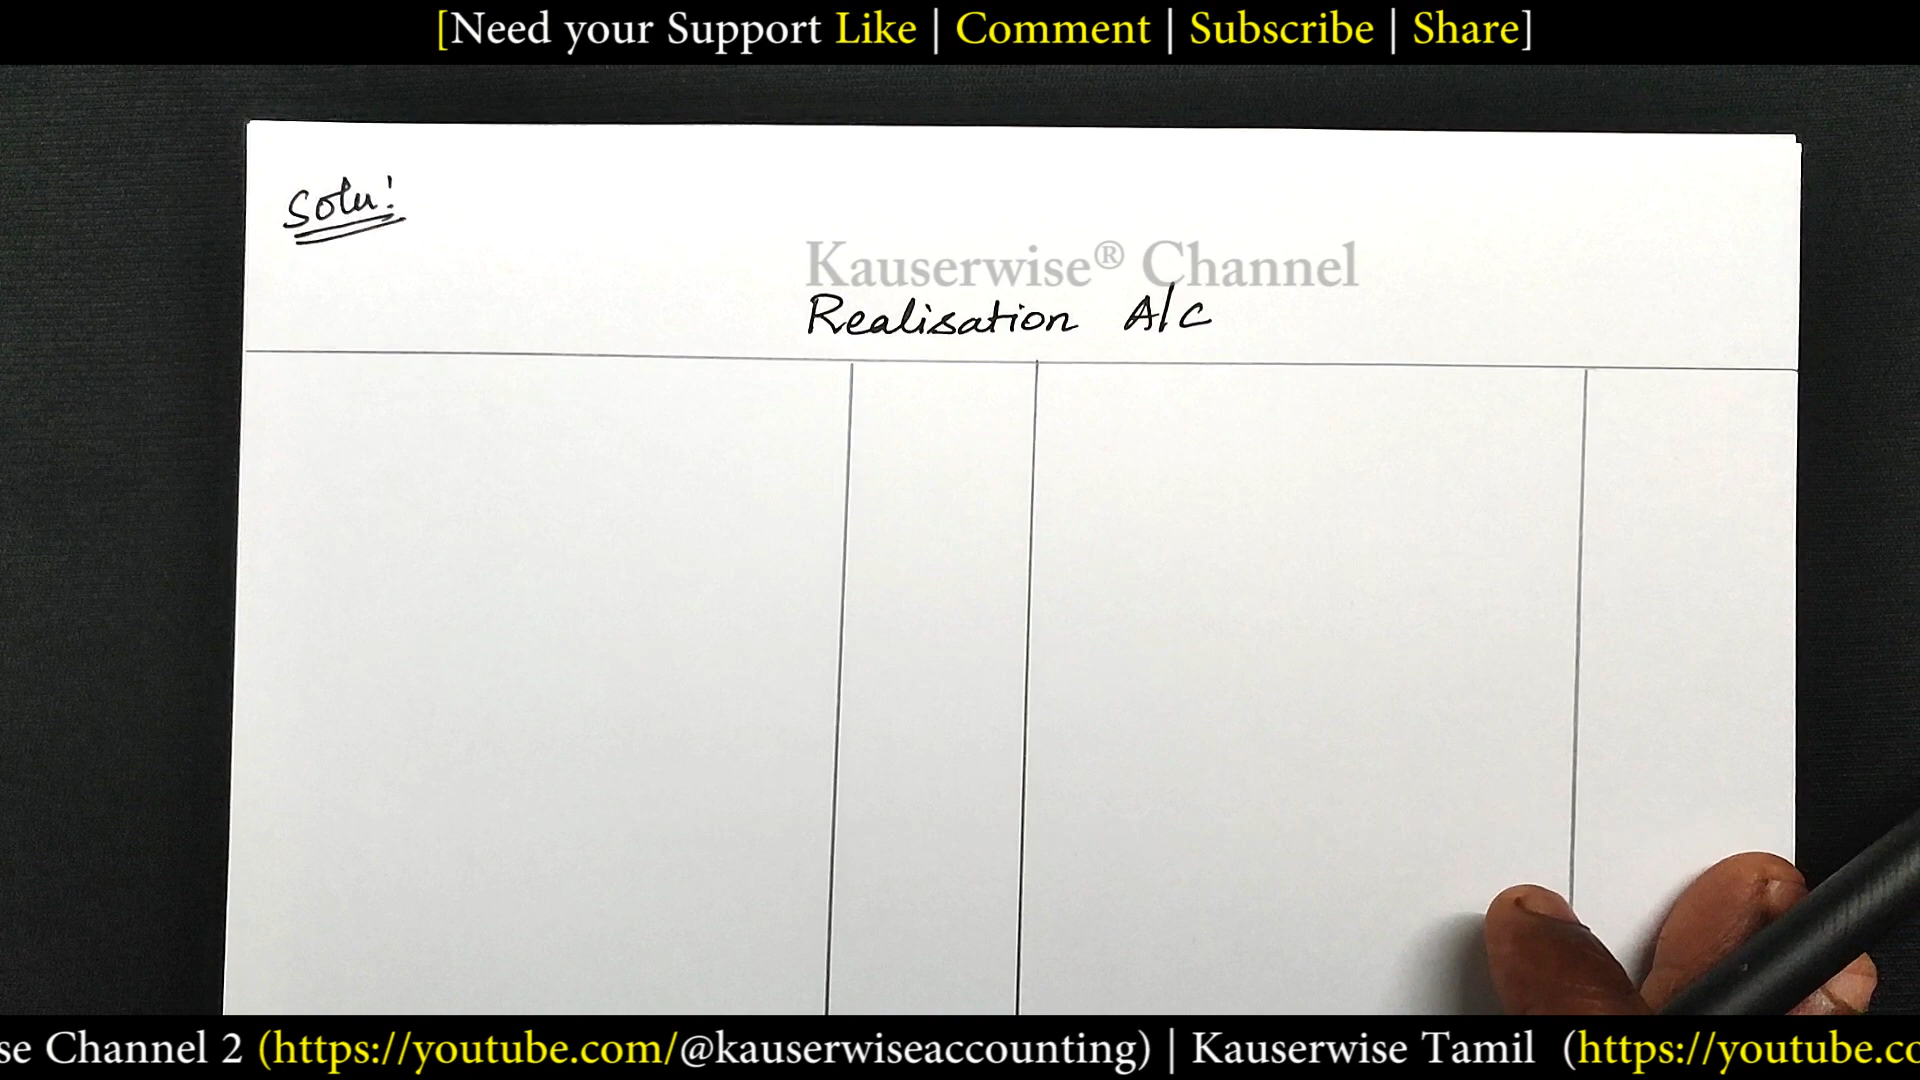 [Need your Support Like | Comment | Subscribe | Share]
Solu:
Kauserwise® Channel
Realisation A/C
se Channel 2 (https://youtube.com/@kauserwiseaccounting) | Kauserwise Tamil (https://youtube.co